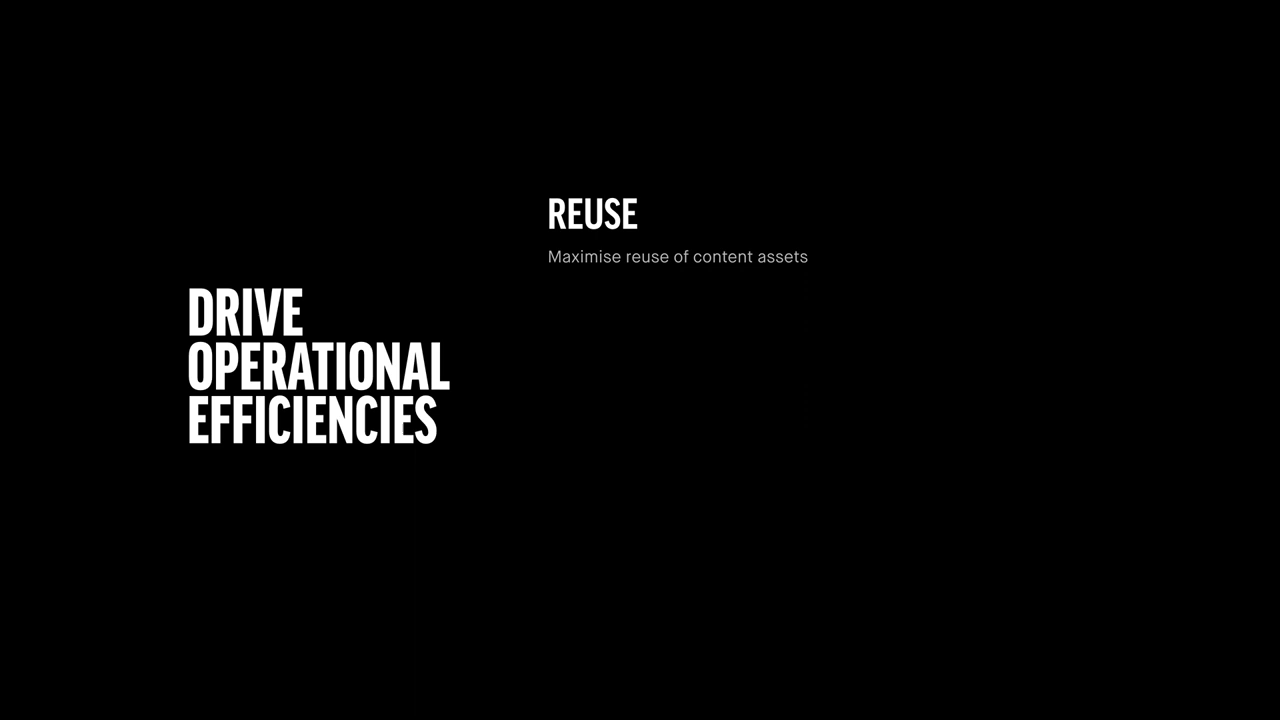 DRIVE
OPERATIONAL
EFFICIENCIES
REUSE
Maximise reuse of content assets